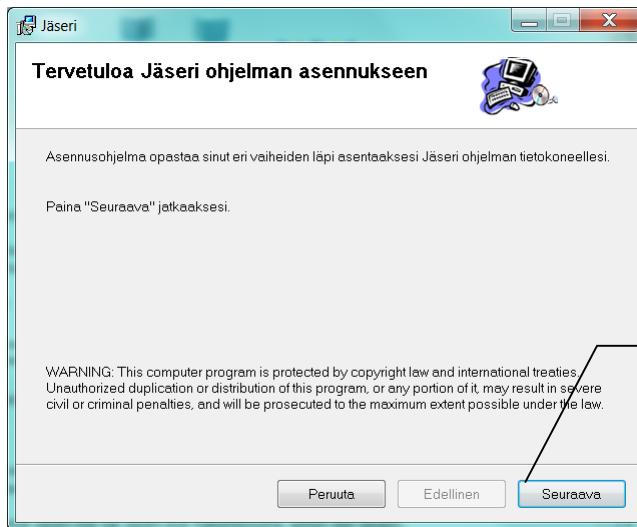 Jäseri
Tervetuloa Jäseri ohjelman asennukseen
Asennusohjelma opastaa sinut eri vaiheiden läpi asentaaksesi Jäseri ohjelman tietokoneellesi.
Paina "Seuraava" jatkaaksesi.
WARNING: This computer program is protected by copyright law and international treaties.
Unauthorized duplication or distribution of this program, or any portion of it, may result in severe
civil or criminal penalties, and will be prosecuted to the maximum extent possible under the law.
Peruuta
Edellinen
Seuraava